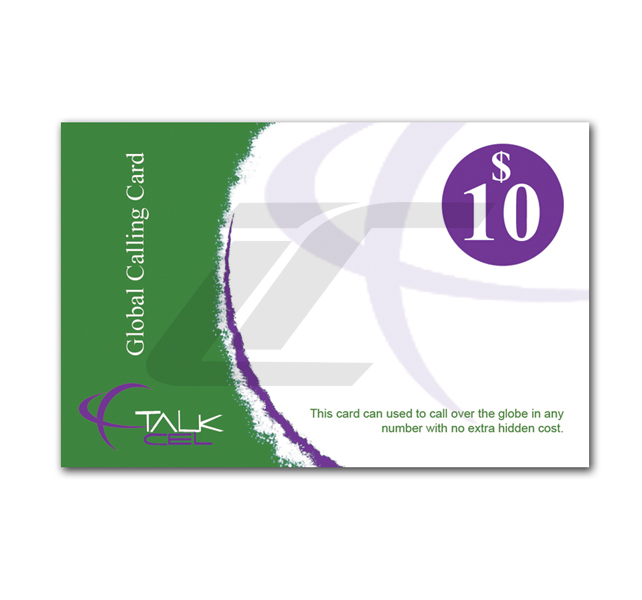 Global Calling Card
$
10
TALK
CEL
This card can used to call over the globe in any
number with no extra hidden cost.